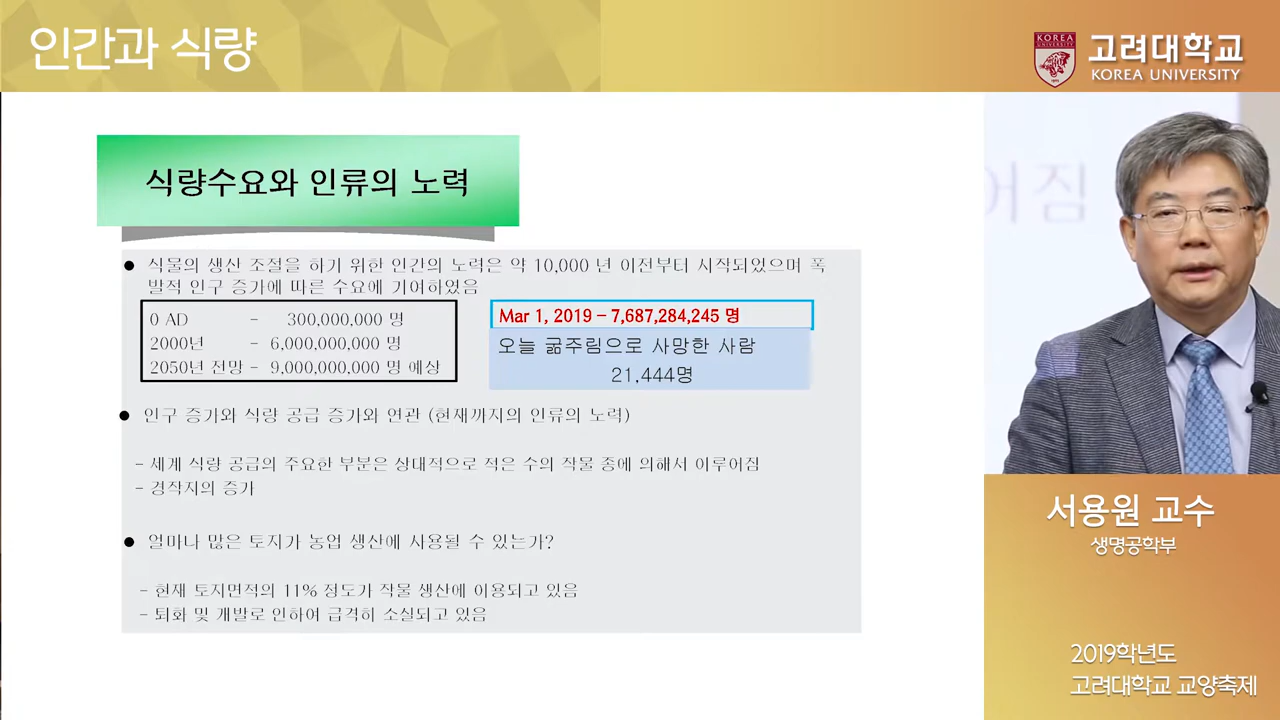 인간과 식량
KOREA
UNIVERSITY
고려대학교
KOREA UNIVERSITY
식량수요와 인류의 노력
● 식물의 생산 조절을 하기 위한 인간의 노력은 약 10,000 년 이전부터 시작되었으며 폭
발적 인구 증가에 따른 수요에 기여하였음
0 AD - 300,000,000 명
2000년 - 6,000,000,000 명
2050년 전망 - 9,000,000,000 명 예상
Mar 1, 2019 – 7,687,284,245 명
오늘 굶주림으로 사망한 사람
21,444명
● 인구 증가와 식량 공급 증가와 연관 (현재까지의 인류의 노력)
- 세계 식량 공급의 주요한 부분은 상대적으로 적은 수의 작물 종에 의해서 이루어짐
- 경작지의 증가
● 얼마나 많은 토지가 농업 생산에 사용될 수 있는가?
- 현재 토지면적의 11% 정도가 작물 생산에 이용되고 있음
- 퇴화 및 개발로 인하여 급격히 소실되고 있음
어짐
서용원 교수
생명공학부
2019학년도
고려대학교 교양축제